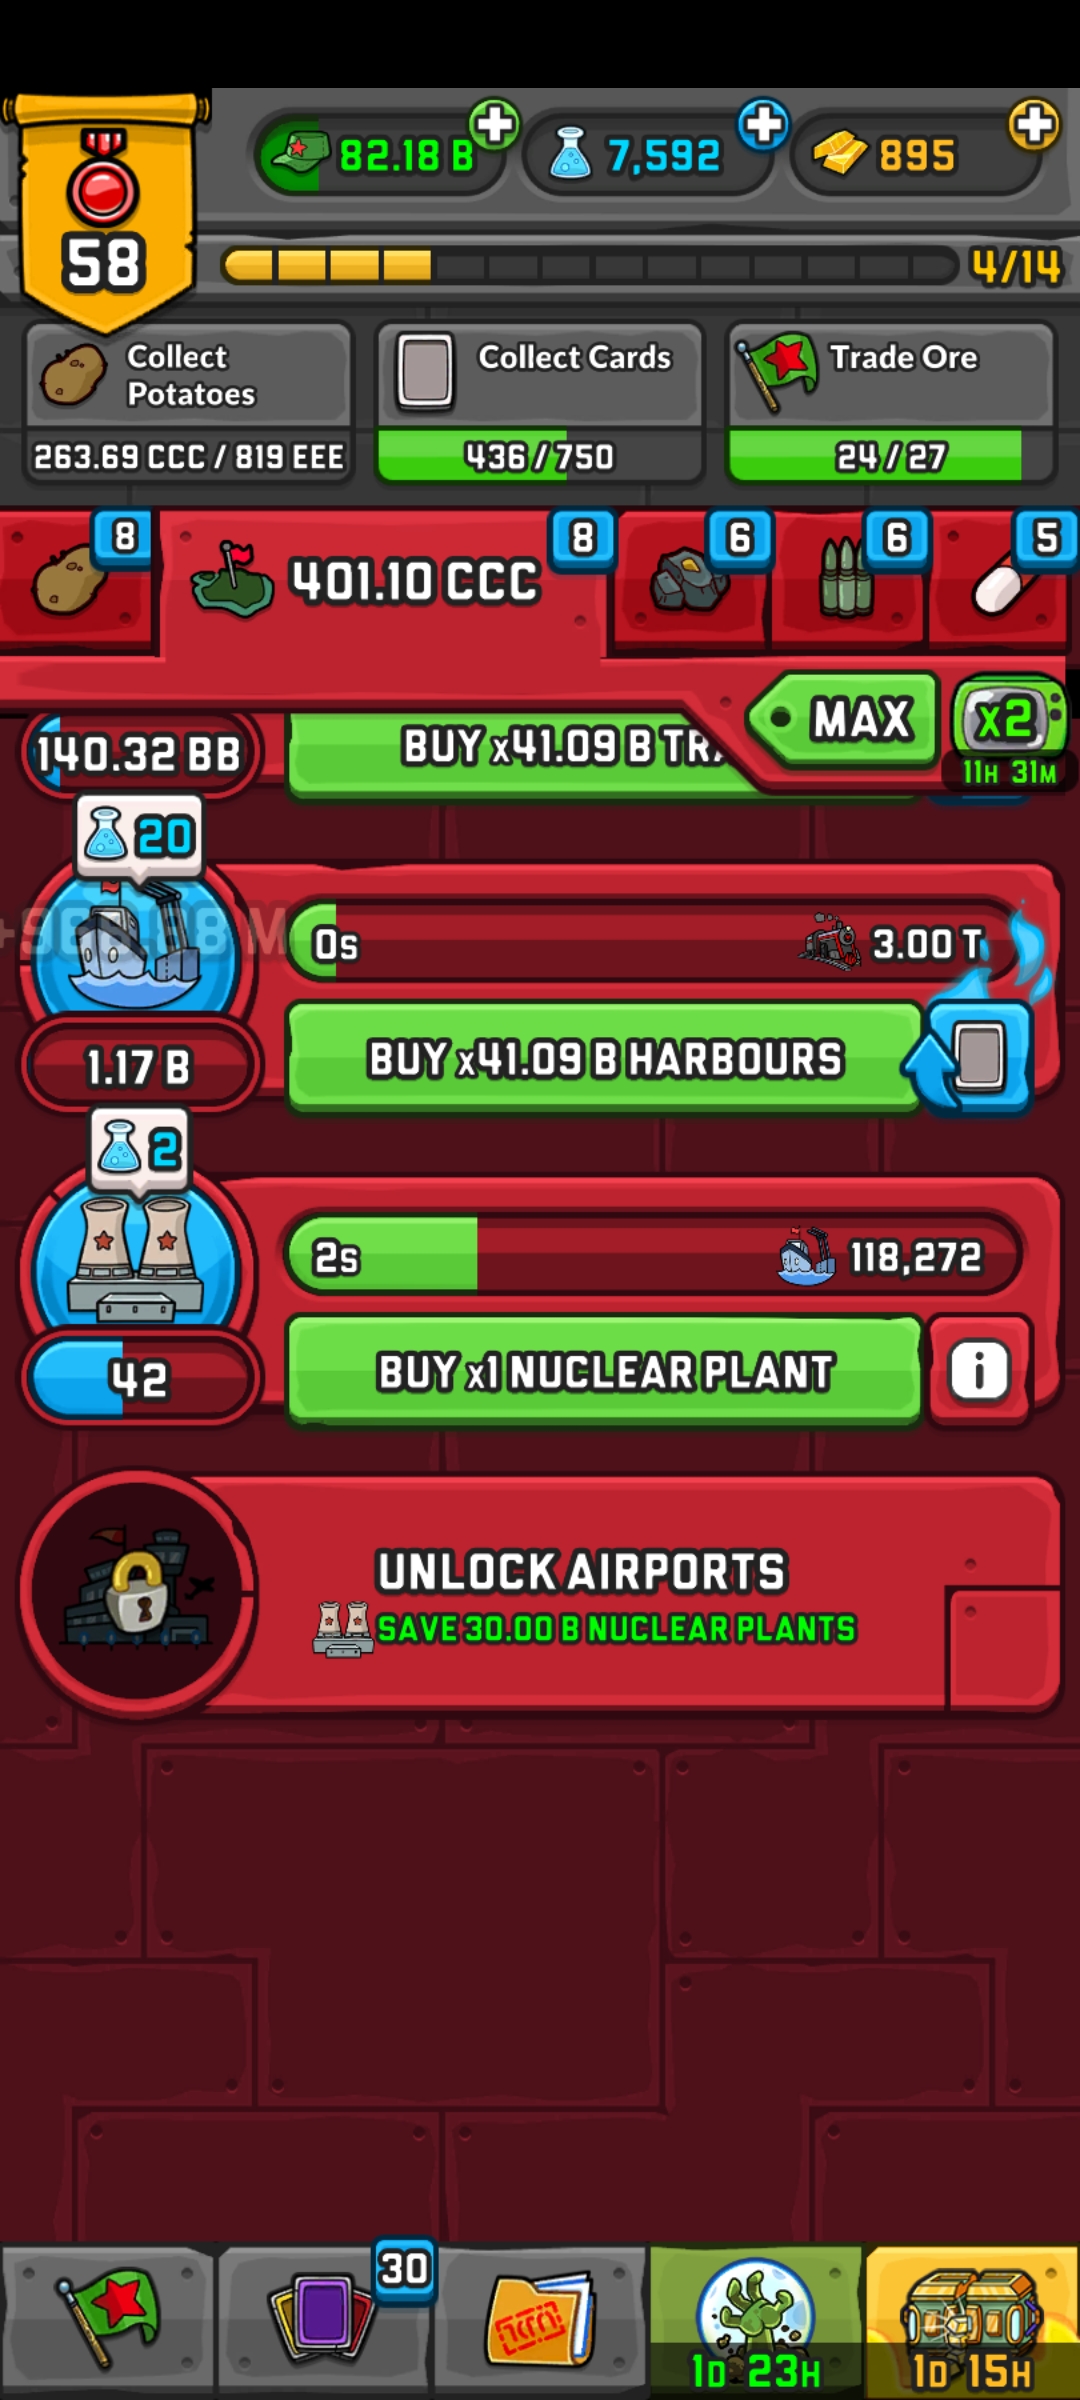 58
82.18 B
7,592
895
4/14
Collect
Potatoes
263.69 CCC / 819 EEE
Collect Cards
436/750
Trade Ore
24/27
8
401.10 CCC
8
6
6
5
MAX
x2
11H 31M
140.32 BB
BUY x41.09 B
20
0s
3.00 T
1.17 B
BUY x41.09 B HARBOURS
2
2s
118,272
42
BUY x1 NUCLEAR PLANT
i
UNLOCK AIRPORTS
SAVE 30.00 B NUCLEAR PLANTS
30
1D 23H
1D 15H